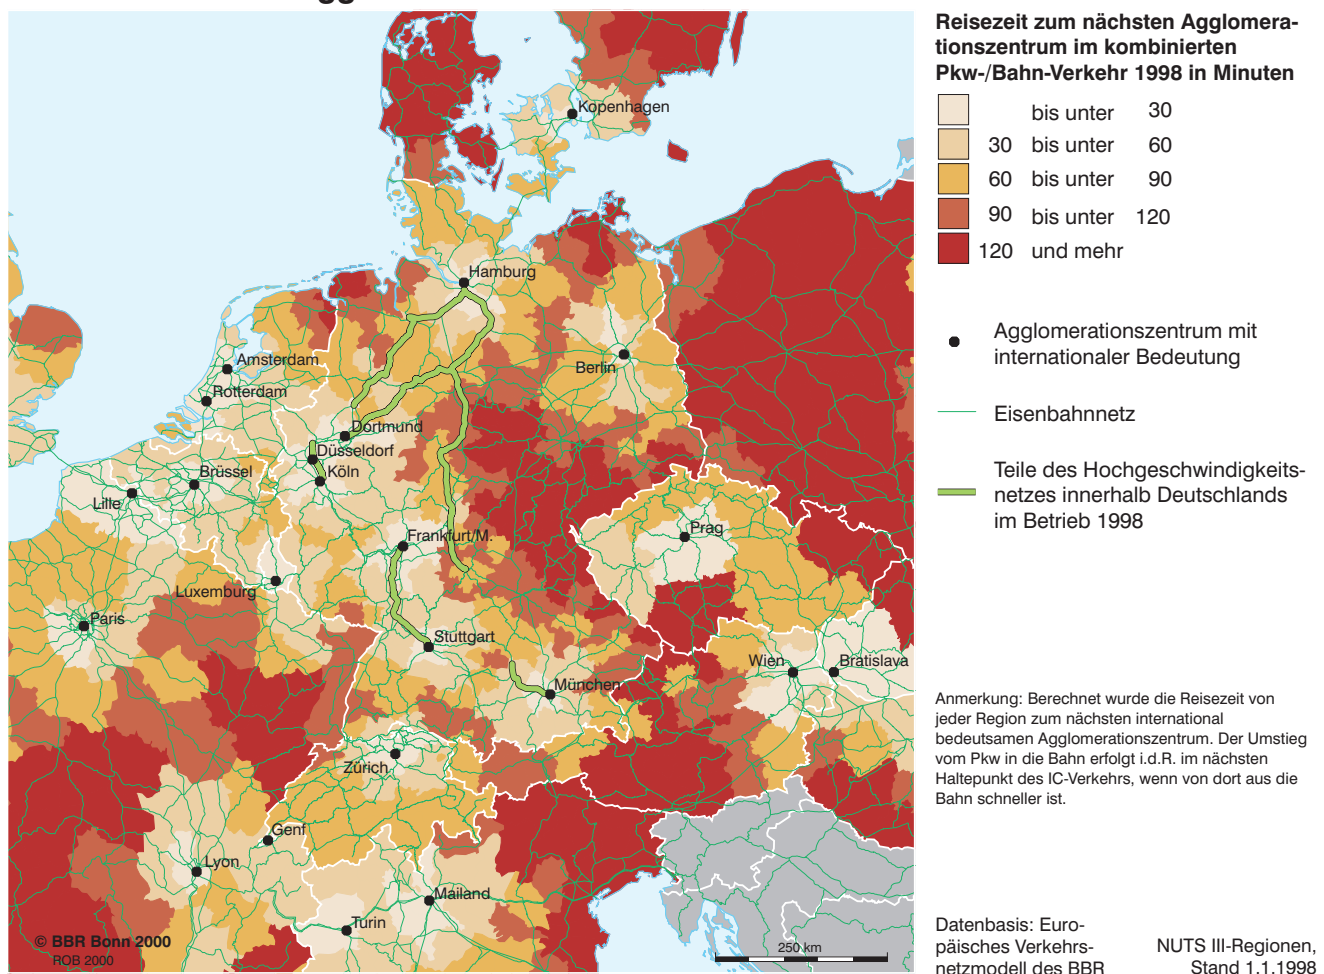 Reisezeit zum nächsten Agglomera-
tionszentrum im kombinierten
Pkw-/Bahn-Verkehr 1998 in Minuten
bis unter 30
30 bis unter 60
60 bis unter 90
90 bis unter 120
120 und mehr
Agglomerationszentrum mit
internationaler Bedeutung
Eisenbahnnetz
Teile des Hochgeschwindigkeits-
netzes innerhalb Deutschlands
im Betrieb 1998
Anmerkung: Berechnet wurde die Reisezeit von
jeder Region zum nächsten international
bedeutsamen Agglomerationszentrum. Der Umstieg
vom Pkw in die Bahn erfolgt i.d.R. im nächsten
Haltepunkt des IC-Verkehrs, wenn von dort aus die
Bahn schneller ist.
Datenbasis: Euro-
päisches Verkehrs-
netzmodell des BBR
NUTS III-Regionen,
Stand 1.1.1998
Kopenhagen
Hamburg
Amsterdam
Berlin
Rotterdam
Dortmund
Düsseldorf
Brüssel
Köln
Lille
Prag
Frankfurt/M.
Luxemburg
Paris
Stuttgart
Wien
Bratislava
München
Zürich
Genf
Lyon
Mailand
Turin
© BBR Bonn 2000
ROB 2000
250 km